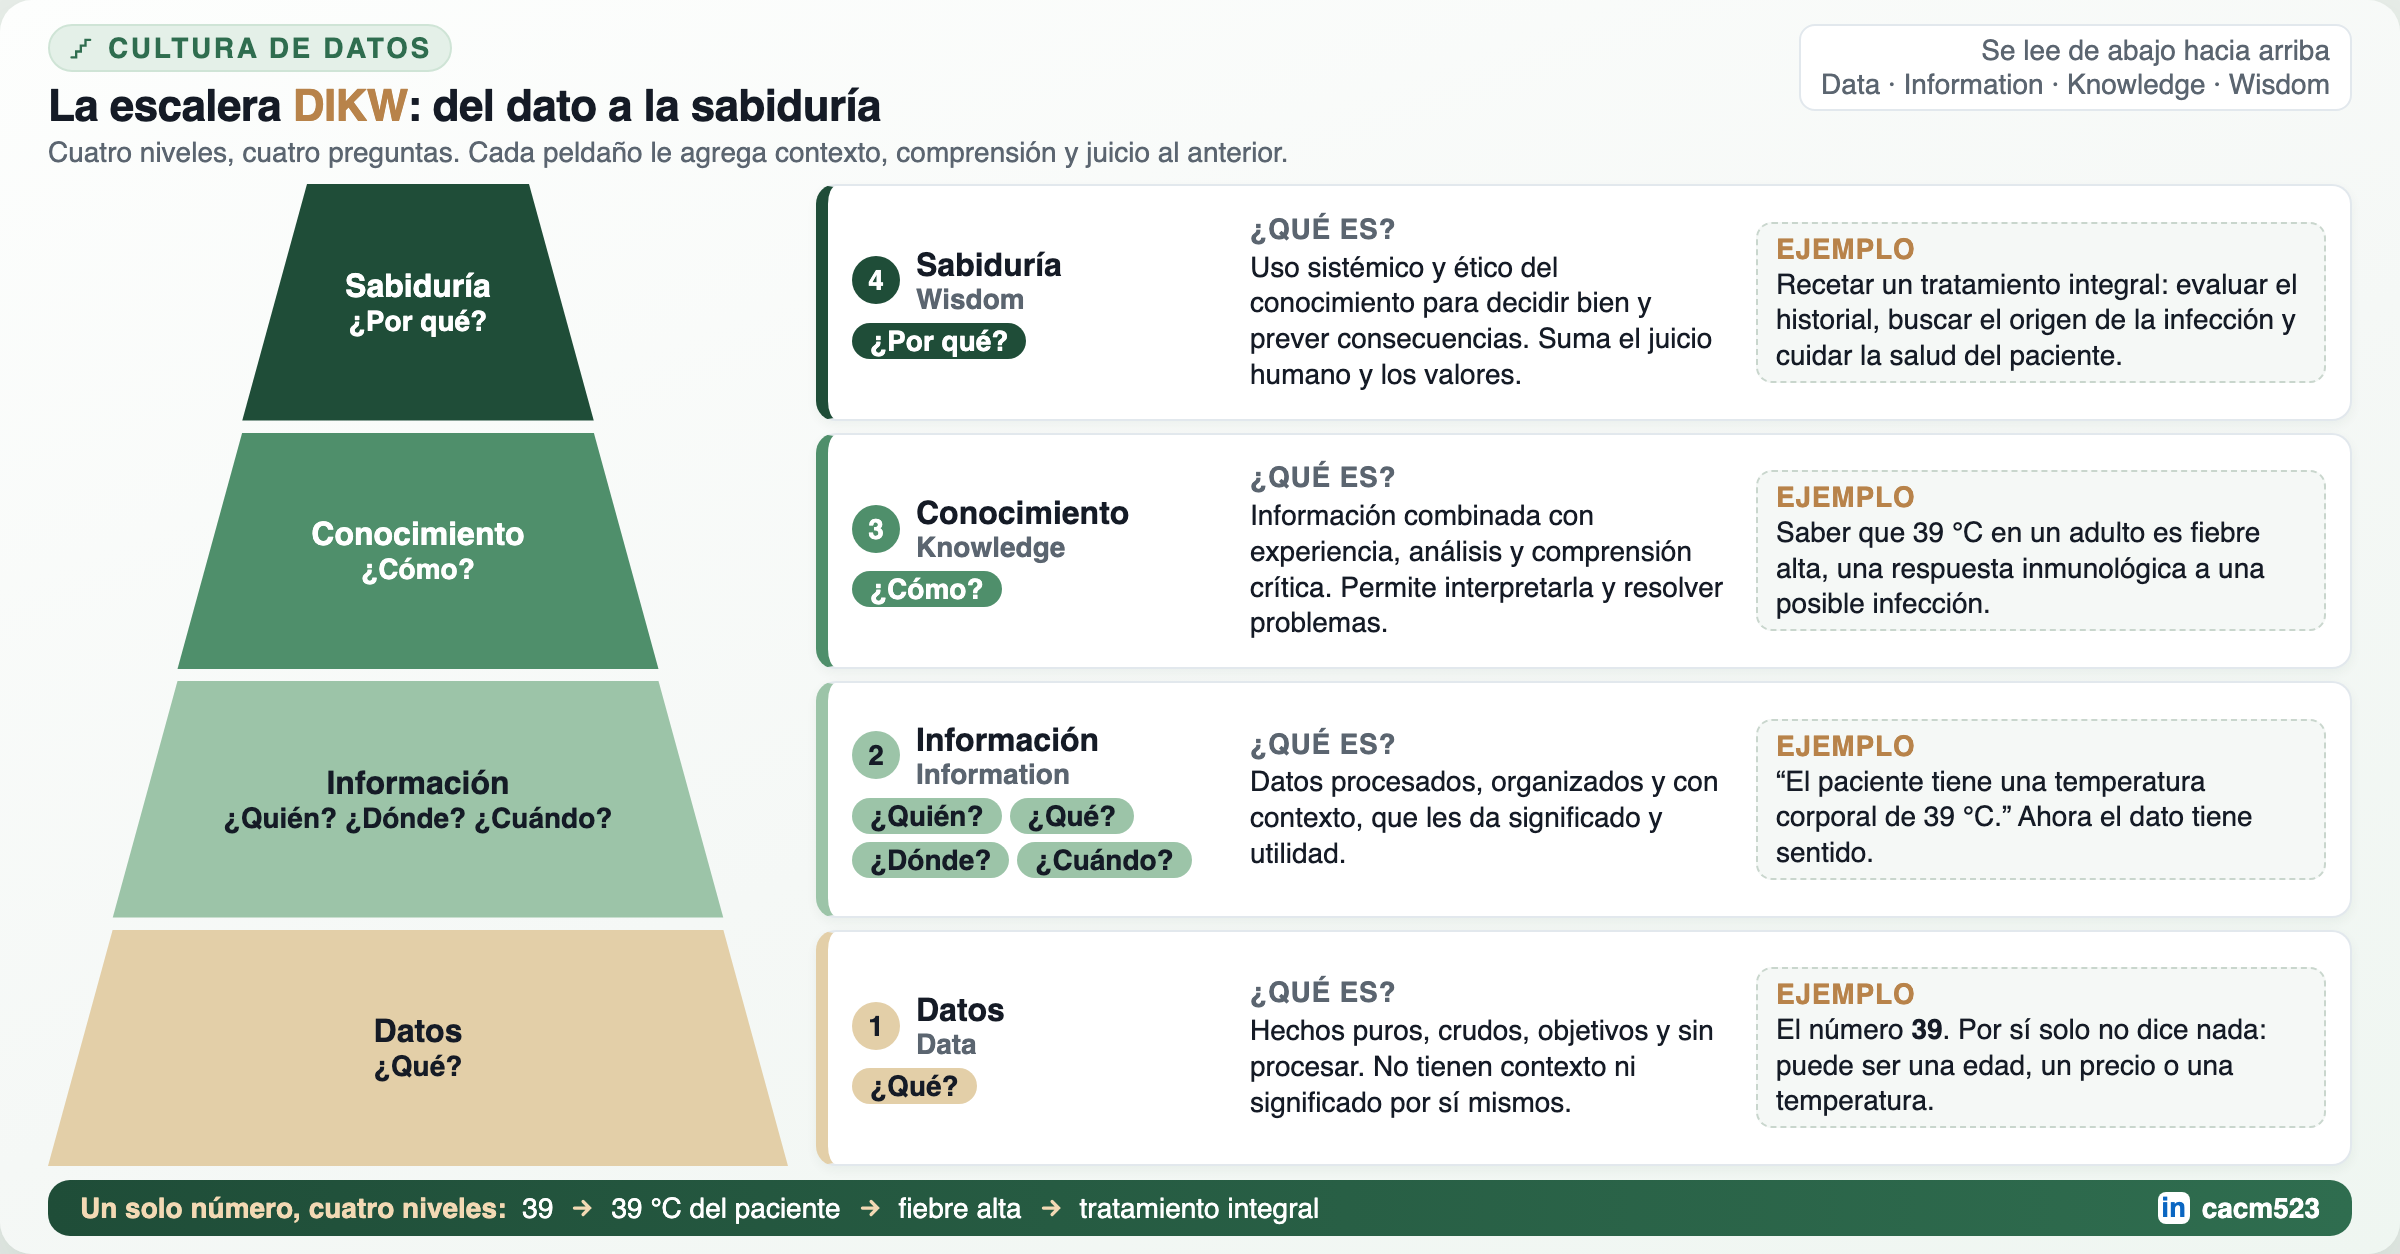 CULTURA DE DATOS
La escalera DIKW: del dato a la sabiduría
Cuatro niveles, cuatro preguntas. Cada peldaño le agrega contexto, comprensión y juicio al anterior.
Se lee de abajo hacia arriba
Data · Information · Knowledge · Wisdom
Sabiduría
¿Por qué?
Conocimiento
¿Cómo?
Información
¿Quién? ¿Dónde? ¿Cuándo?
Datos
¿Qué?
4
Sabiduría
Wisdom
¿Por qué?
¿QUÉ ES?
Uso sistémico y ético del
conocimiento para decidir bien y
prever consecuencias. Suma el juicio
humano y los valores.
EJEMPLO
Recetar un tratamiento integral: evaluar el
historial, buscar el origen de la infección y
cuidar la salud del paciente.
3
Conocimiento
Knowledge
¿Cómo?
¿QUÉ ES?
Información combinada con
experiencia, análisis y comprensión
crítica. Permite interpretarla y resolver
problemas.
EJEMPLO
Saber que 39 °C en un adulto es fiebre
alta, una respuesta inmunológica a una
posible infección.
2
Información
Information
¿Quién? ¿Qué?
¿Dónde? ¿Cuándo?
¿QUÉ ES?
Datos procesados, organizados y con
contexto, que les da significado y
utilidad.
EJEMPLO
“El paciente tiene una temperatura
corporal de 39 °C.” Ahora el dato tiene
sentido.
1
Datos
Data
¿Qué?
¿QUÉ ES?
Hechos puros, crudos, objetivos y sin
procesar. No tienen contexto ni
significado por sí mismos.
EJEMPLO
El número 39. Por sí solo no dice nada:
puede ser una edad, un precio o una
temperatura.
Un solo número, cuatro niveles: 39 → 39 °C del paciente → fiebre alta → tratamiento integral
in cacm523